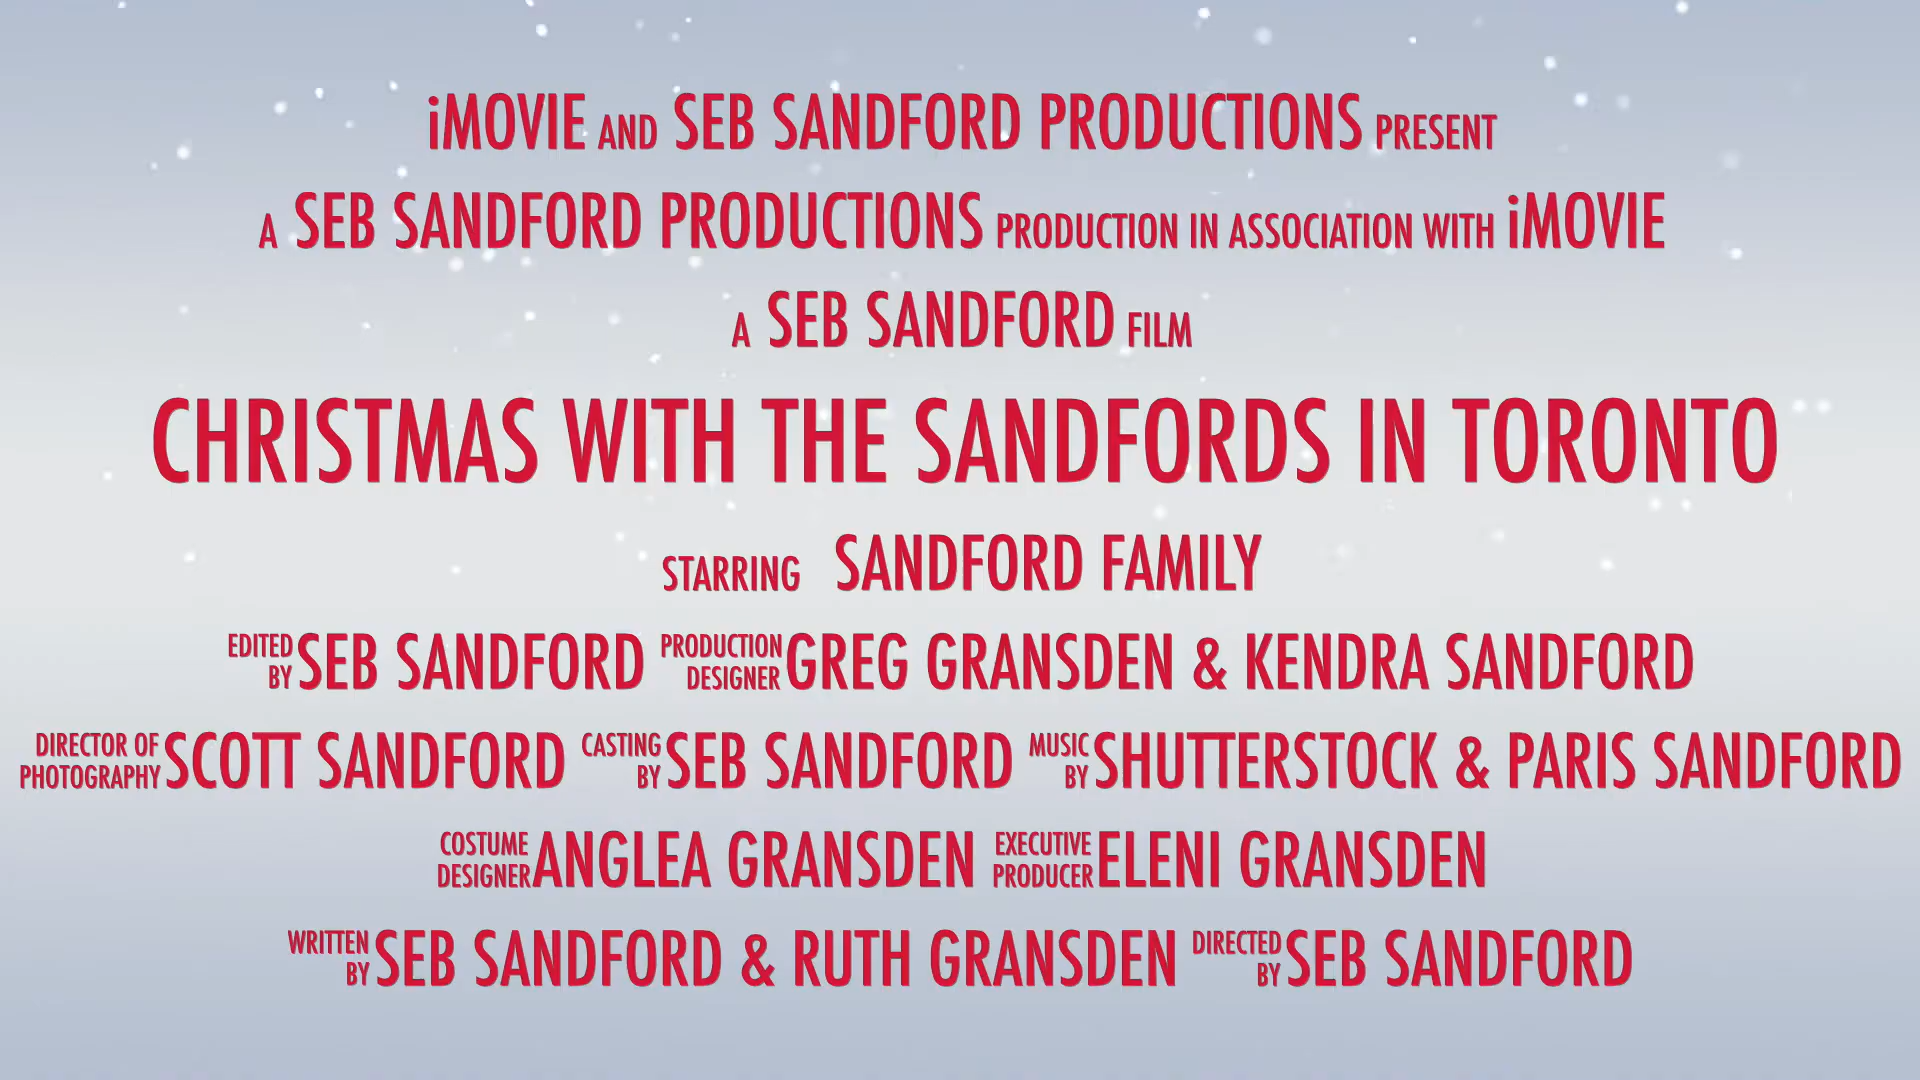 iMOVIE AND SEB SANDFORD PRODUCTIONS PRESENT
A SEB SANDFORD PRODUCTIONS PRODUCTION IN ASSOCIATION WITH iMOVIE
A SEB SANDFORD FILM
CHRISTMAS WITH THE SANDFORDS IN TORONTO
STARRING SANDFORD FAMILY
EDITED BY SEB SANDFORD PRODUCTION DESIGNER GREG GRANSDEN & KENDRA SANDFORD
DIRECTOR OF PHOTOGRAPHY SCOTT SANDFORD CASTING BY SEB SANDFORD MUSIC BY SHUTTERSTOCK & PARIS SANDFORD
COSTUME DESIGNER ANGLEA GRANSDEN EXECUTIVE PRODUCER ELENI GRANSDEN
WRITTEN BY SEB SANDFORD & RUTH GRANSDEN DIRECTED BY SEB SANDFORD